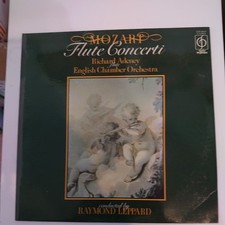 MOZART
Flute Concerti
Richard Adeney
English Chamber Orchestra
conducted by
RAYMOND LEPPARD